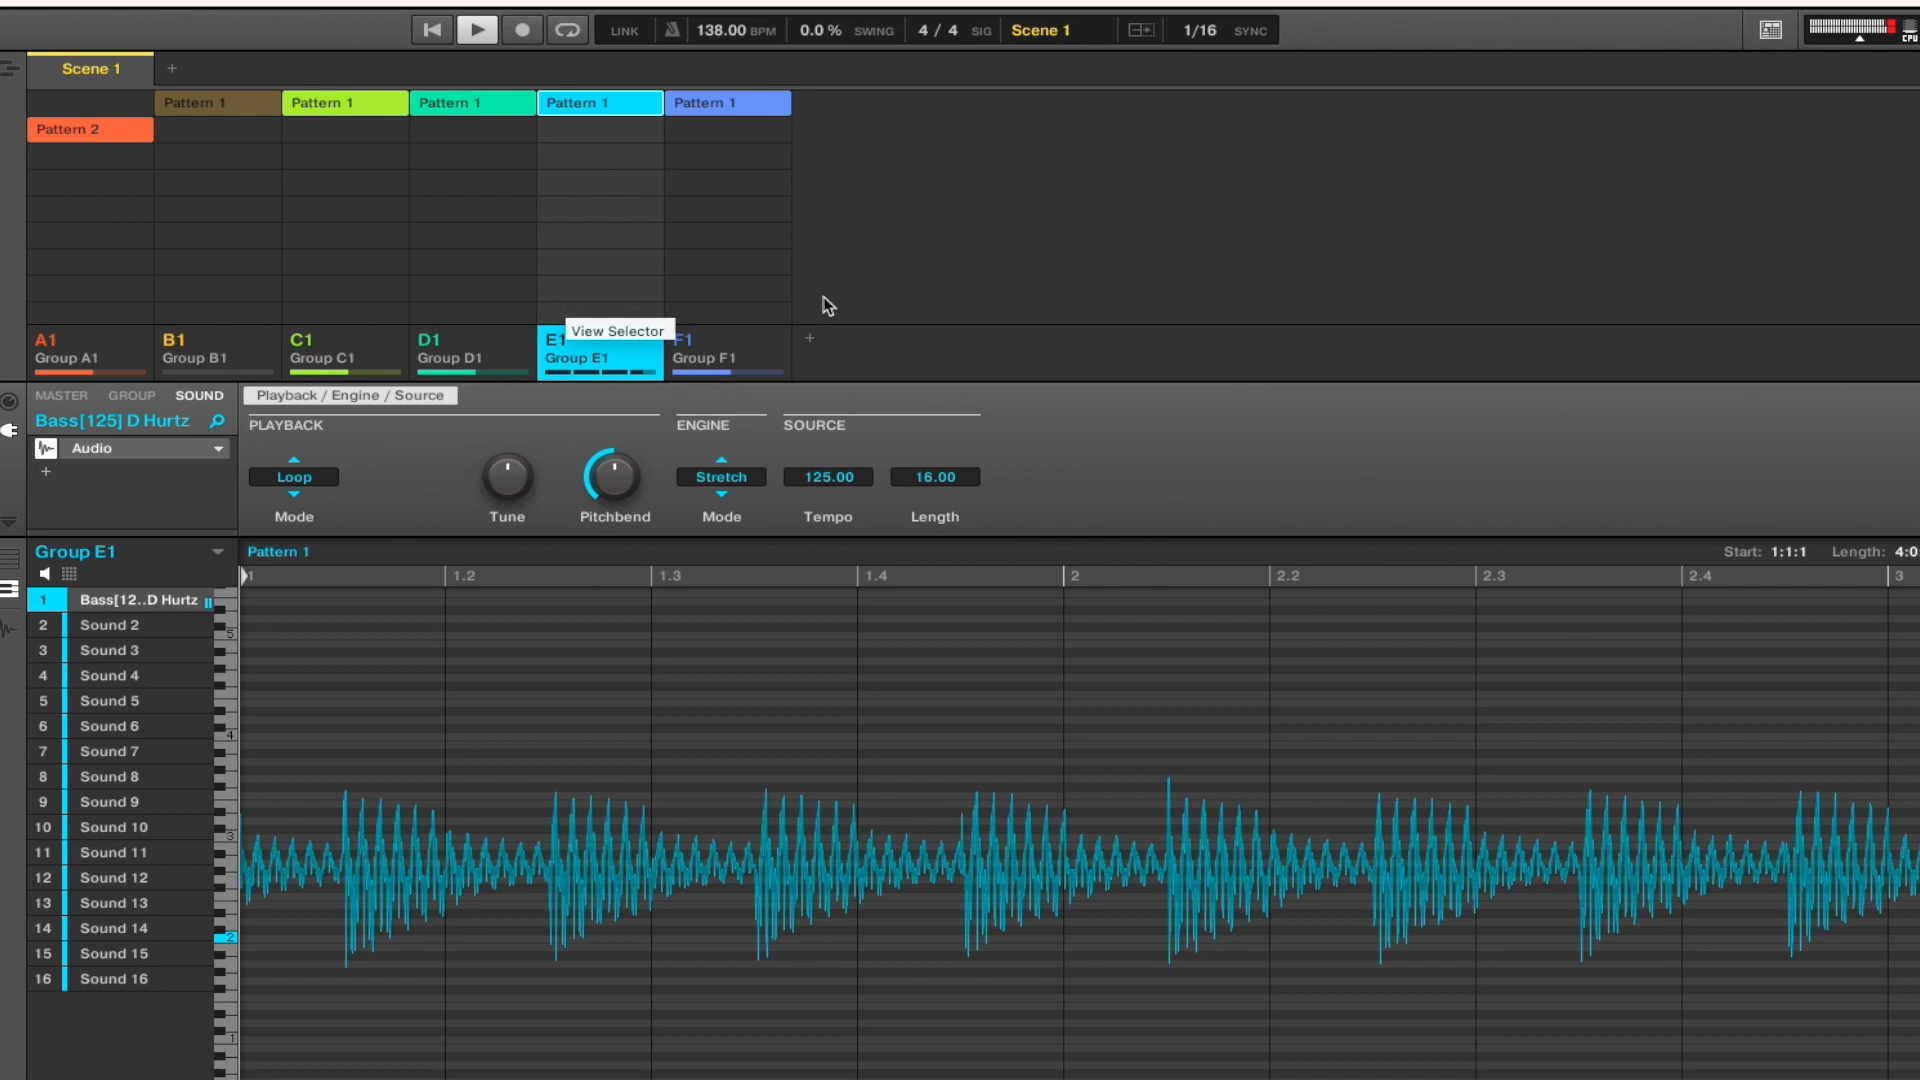 LINK 138.00 BPM 0.0 % SWING 4 / 4 SIG Scene 1 1/16 SYNC CPU
Scene 1 +
Pattern 1 Pattern 1 Pattern 1 Pattern 1 Pattern 1
Pattern 2
View Selector
A1 B1 C1 D1 E1 F1 +
Group A1 Group B1 Group C1 Group D1 Group E1 Group F1
MASTER GROUP SOUND Playback / Engine / Source
Bass[125] D Hurtz PLAYBACK ENGINE SOURCE
Audio
+
Loop Stretch 125.00 16.00
Mode Tune Pitchbend Mode Tempo Length
Group E1 Pattern 1 Start: 1:1:1 Length: 4:0:
1 1.2 1.3 1.4 2 2.2 2.3 2.4 3
1 Bass[12..D Hurtz
2 Sound 2 5
3 Sound 3
4 Sound 4
5 Sound 5
6 Sound 6 4
7 Sound 7
8 Sound 8
9 Sound 9
10 Sound 10 3
11 Sound 11
12 Sound 12
13 Sound 13
14 Sound 14 2
15 Sound 15
16 Sound 16
1